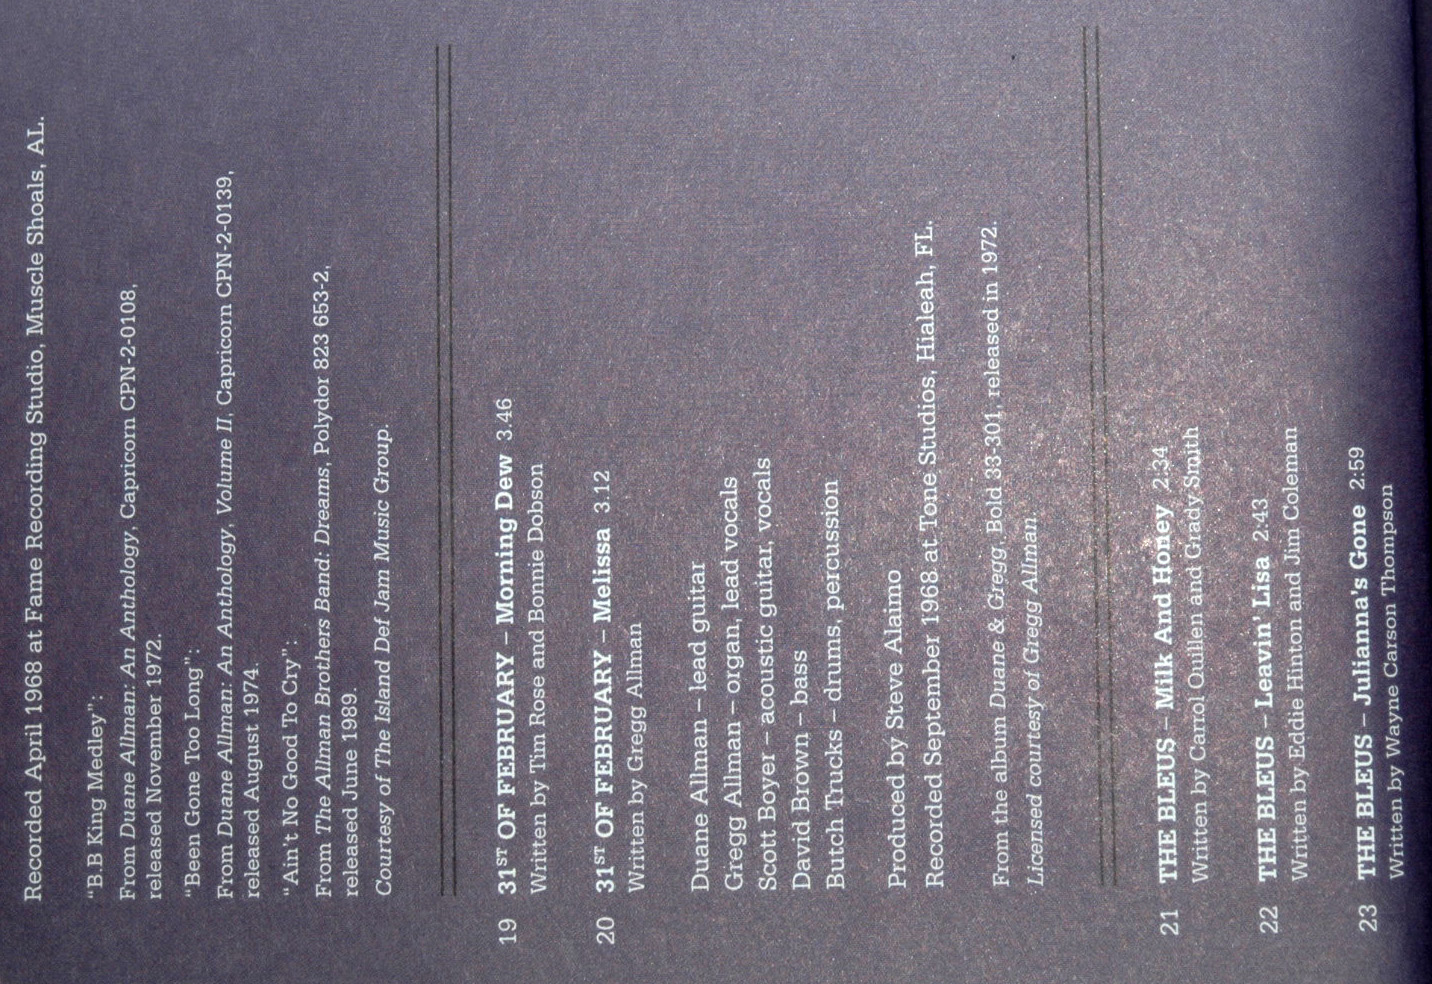 Recorded April 1968 at Fame Recording Studio, Muscle Shoals, AL.
"B.B King Medley":
From Duane Allman: An Anthology, Capricorn CPN-2-0108,
released November 1972.
"Been Gone Too Long":
From Duane Allman: An Anthology, Volume II, Capricorn CPN-2-0139,
released August 1974.
"Ain't No Good To Cry":
From The Allman Brothers Band: Dreams, Polydor 823 653-2,
released June 1989.
Courtesy of The Island Def Jam Music Group.
19 31ST OF FEBRUARY – Morning Dew 3.46
Written by Tim Rose and Bonnie Dobson
20 31ST OF FEBRUARY – Melissa 3.12
Written by Gregg Allman
Duane Allman – lead guitar
Gregg Allman – organ, lead vocals
Scott Boyer – acoustic guitar, vocals
David Brown – bass
Butch Trucks – drums, percussion
Produced by Steve Alaimo
Recorded September 1968 at Tone Studios, Hialeah, FL.
From the album Duane & Gregg, Bold 33-301, released in 1972.
Licensed courtesy of Gregg Allman
21 THE BLEUS – Milk And Honey 2:34
Written by Carrol Quillen and Grady Smith
22 THE BLEUS – Leavin' Lisa 2:43
Written by Eddie Hinton and Jim Coleman
23 THE BLEUS – Julianna's Gone 2:59
Written by Wayne Carson Thompson